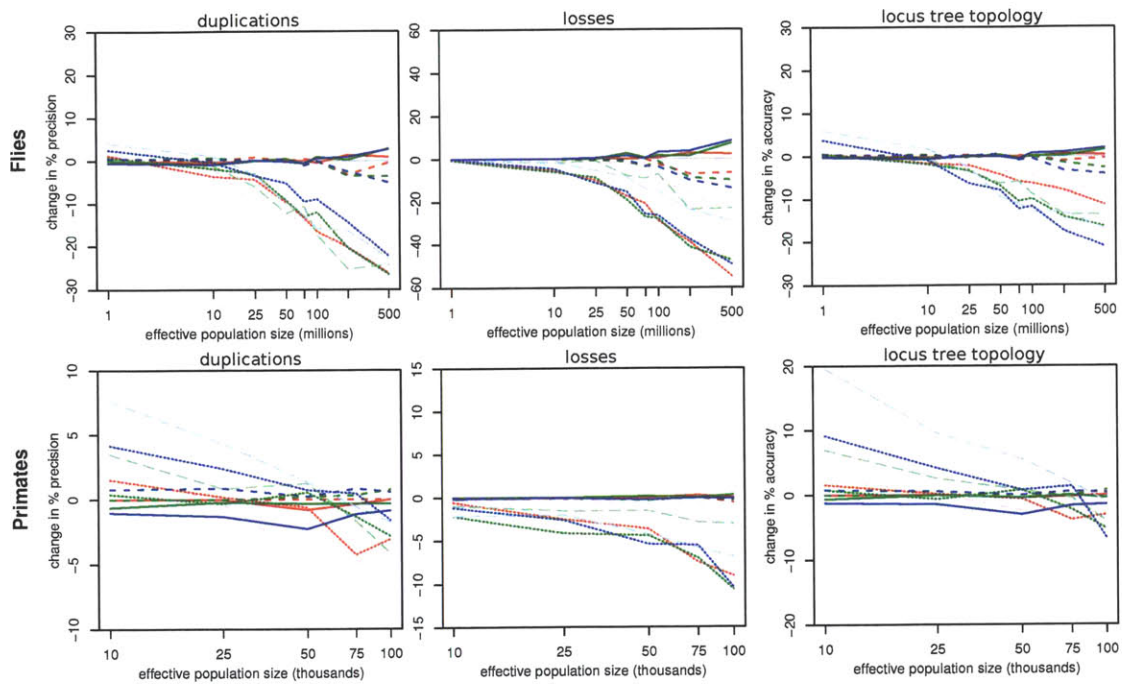 duplications
losses
locus tree topology
Flies
change in % precision
30
20
10
0
−10
−20
−30
60
40
20
0
−20
−40
−60
change in % accuracy
30
20
10
0
−10
−20
−30
1 10 25 50 100 500
1 10 25 50 100 500
1 10 25 50 100 500
effective population size (millions)
effective population size (millions)
effective population size (millions)
duplications
losses
locus tree topology
Primates
change in % precision
10
5
0
−5
−10
15
10
5
0
−5
−10
−15
change in % accuracy
20
10
0
−10
−20
10 25 50 75 100
10 25 50 75 100
10 25 50 75 100
effective population size (thousands)
effective population size (thousands)
effective population size (thousands)